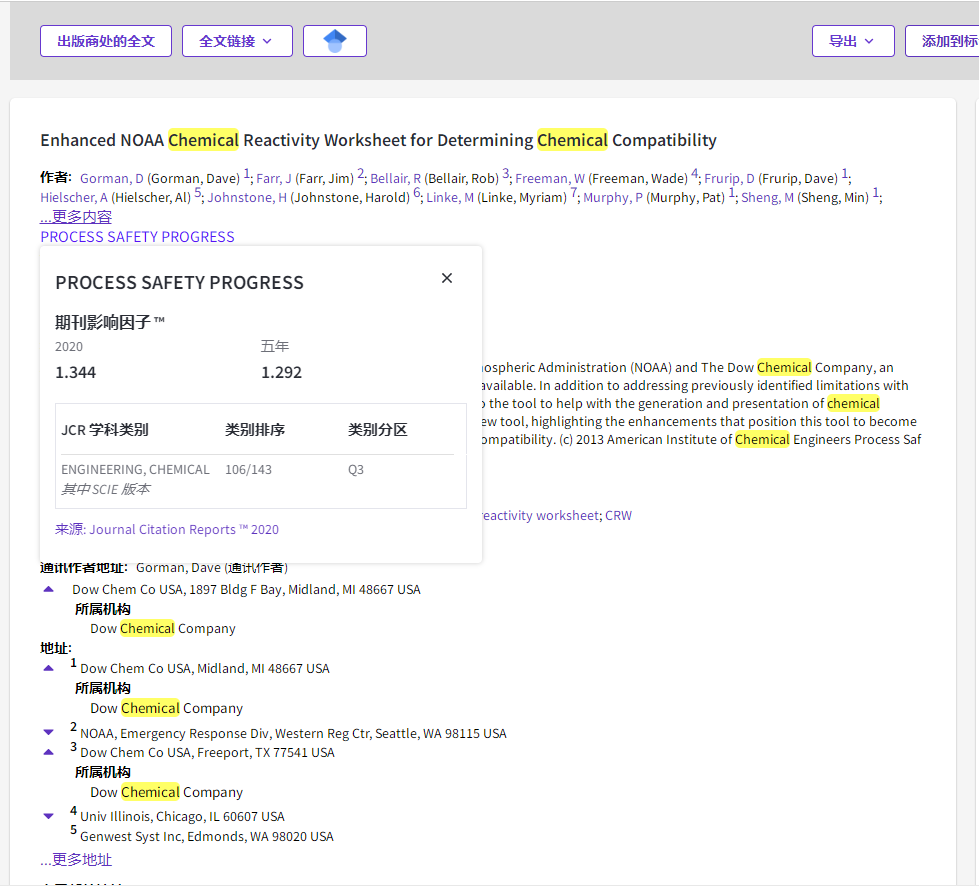 出版商处的全文 全文链接 导出 添加到标
Enhanced NOAA Chemical Reactivity Worksheet for Determining Chemical Compatibility
作者: Gorman, D (Gorman, Dave) 1; Farr, J (Farr, Jim) 2; Bellair, R (Bellair, Rob) 3; Freeman, W (Freeman, Wade) 4; Frurip, D (Frurip, Dave) 1;
Hielscher, A (Hielscher, Al) 5; Johnstone, H (Johnstone, Harold) 6; Linke, M (Linke, Myriam) 7; Murphy, P (Murphy, Pat) 1; Sheng, M (Sheng, Min) 1;
...更多内容
PROCESS SAFETY PROGRESS
PROCESS SAFETY PROGRESS
期刊影响因子 ™
2020 五年
1.344 1.292
JCR 学科类别 类别排序 类别分区
ENGINEERING, CHEMICAL 106/143 Q3
其中 SCIE 版本
来源: Journal Citation Reports ™ 2020
nospheric Administration (NOAA) and The Dow Chemical Company, an
available. In addition to addressing previously identified limitations with
the tool to help with the generation and presentation of chemical
ew tool, highlighting the enhancements that position this tool to become
ompatibility. (c) 2013 American Institute of Chemical Engineers Process Saf
reactivity worksheet; CRW
通讯作者地址: Gorman, Dave (通讯作者)
Dow Chem Co USA, 1897 Bldg F Bay, Midland, MI 48667 USA
所属机构
Dow Chemical Company
地址:
1 Dow Chem Co USA, Midland, MI 48667 USA
所属机构
Dow Chemical Company
2 NOAA, Emergency Response Div, Western Reg Ctr, Seattle, WA 98115 USA
3 Dow Chem Co USA, Freeport, TX 77541 USA
所属机构
Dow Chemical Company
4 Univ Illinois, Chicago, IL 60607 USA
5 Genwest Syst Inc, Edmonds, WA 98020 USA
...更多地址